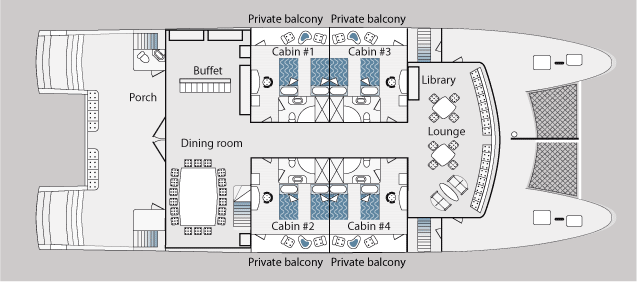 Private balcony Private balcony
Cabin #1 Cabin #3
Buffet
Library
Porch
Lounge
Dining room
Cabin #2 Cabin #4
Private balcony Private balcony